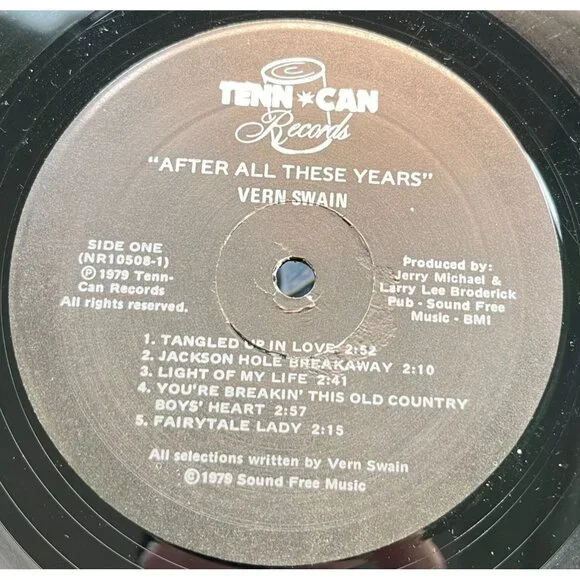 TENN★CAN
Records
"AFTER ALL THESE YEARS"
VERN SWAIN
SIDE ONE
(NR10508-1)
Ⓟ 1979 Tenn-
Can Records
All rights reserved.
Produced by:
Jerry Michael &
Larry Lee Broderick
Pub - Sound Free
Music - BMI
1. TANGLED UP IN LOVE 2:52
2. JACKSON HOLE BREAKAWAY 2:10
3. LIGHT OF MY LIFE 2:41
4. YOU'RE BREAKIN' THIS OLD COUNTRY
BOYS' HEART 2:57
5. FAIRYTALE LADY 2:15
All selections written by Vern Swain
©1979 Sound Free Music